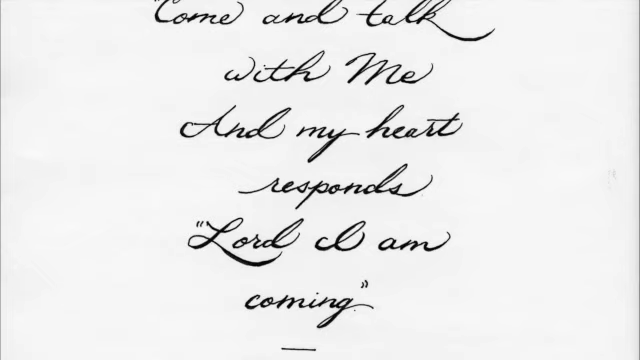 "Come and talk
with Me
And my heart
responds
"Lord I am
coming"
—